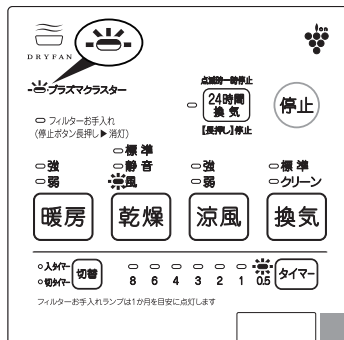 ion
DRYFAN
プラズマクラスター
フィルターお手入れ
(停止ボタン長押し▶消灯)
点滅時一時停止
24時間
換気
【長押し】停止
停止
強
弱
暖房
標準
静音
風
乾燥
強
弱
涼風
標準
クリーン
換気
入タイマー
切タイマー
切替
8 6 4 3 2 1 0.5
タイマー
フィルターお手入れランプは1か月を目安に点灯します